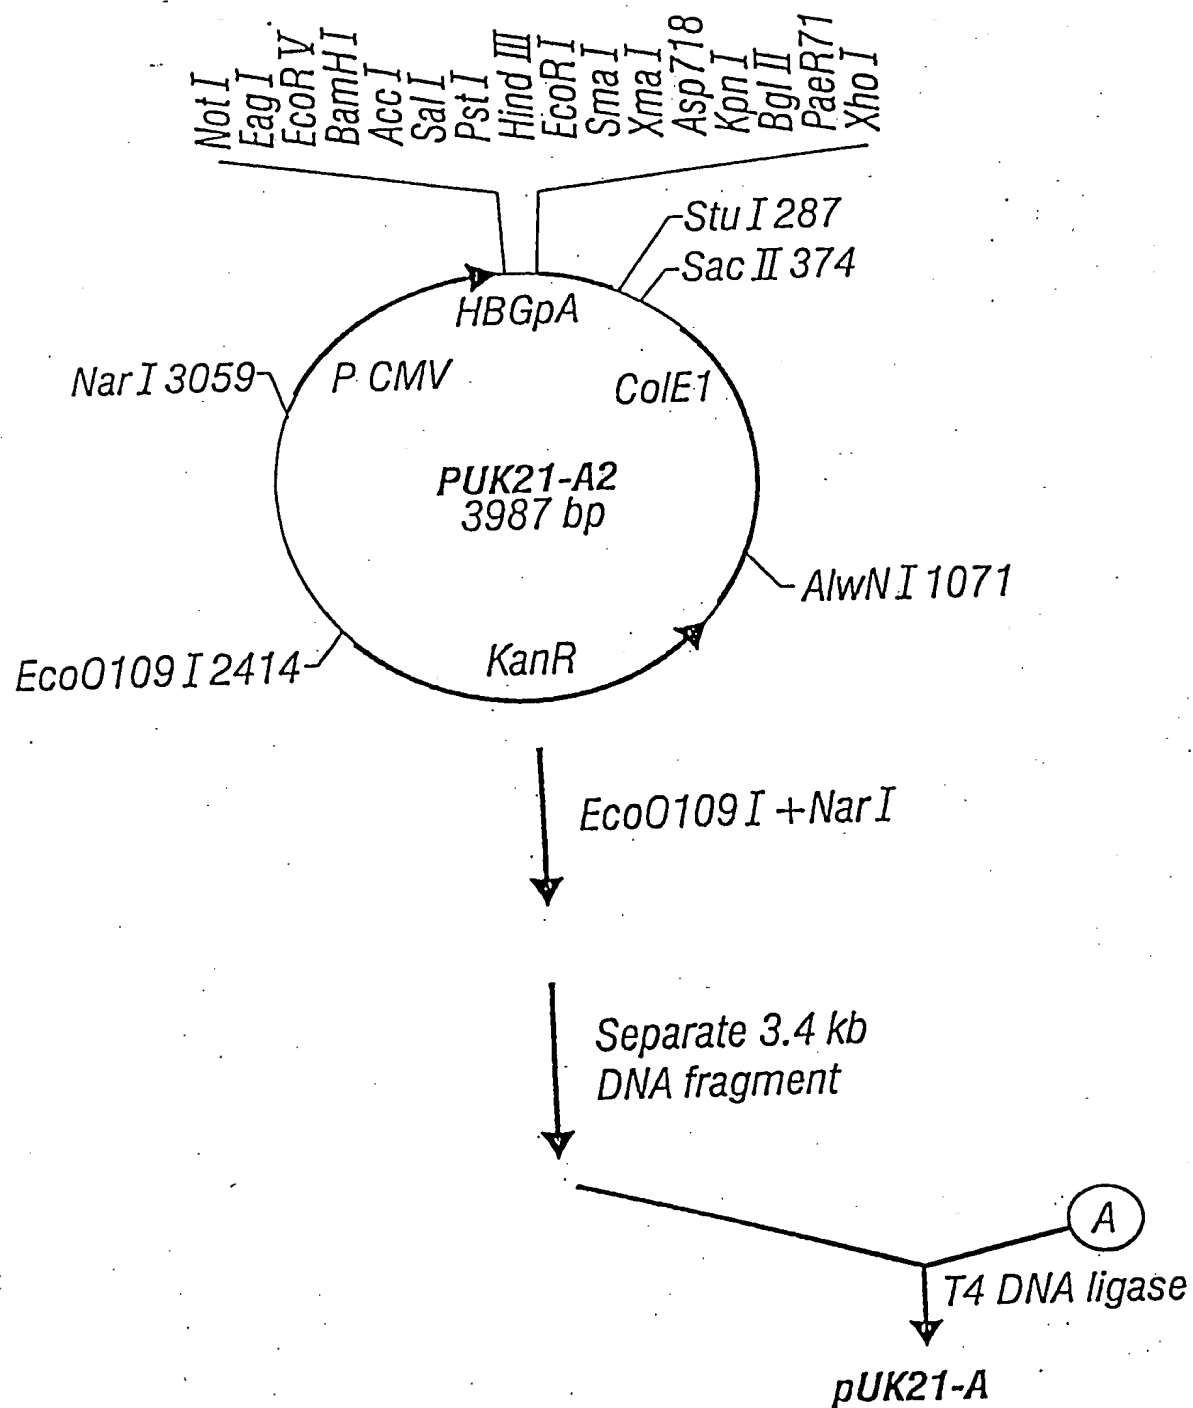 Not I
Eag I
EcoR V
BamH I
Acc I
Sal I
Pst I
Hind III
EcoR I
Sma I
Xma I
Asp718
Kpn I
Bgl II
PaeR71
Xho I
Stu I 287
Sac II 374
HBGpA
Nar I 3059
P CMV
ColE1
PUK21-A2
3987 bp
AlwN I 1071
EcoO109 I 2414
KanR
EcoO109 I + Nar I
Separate 3.4 kb
DNA fragment
A
T4 DNA ligase
pUK21-A